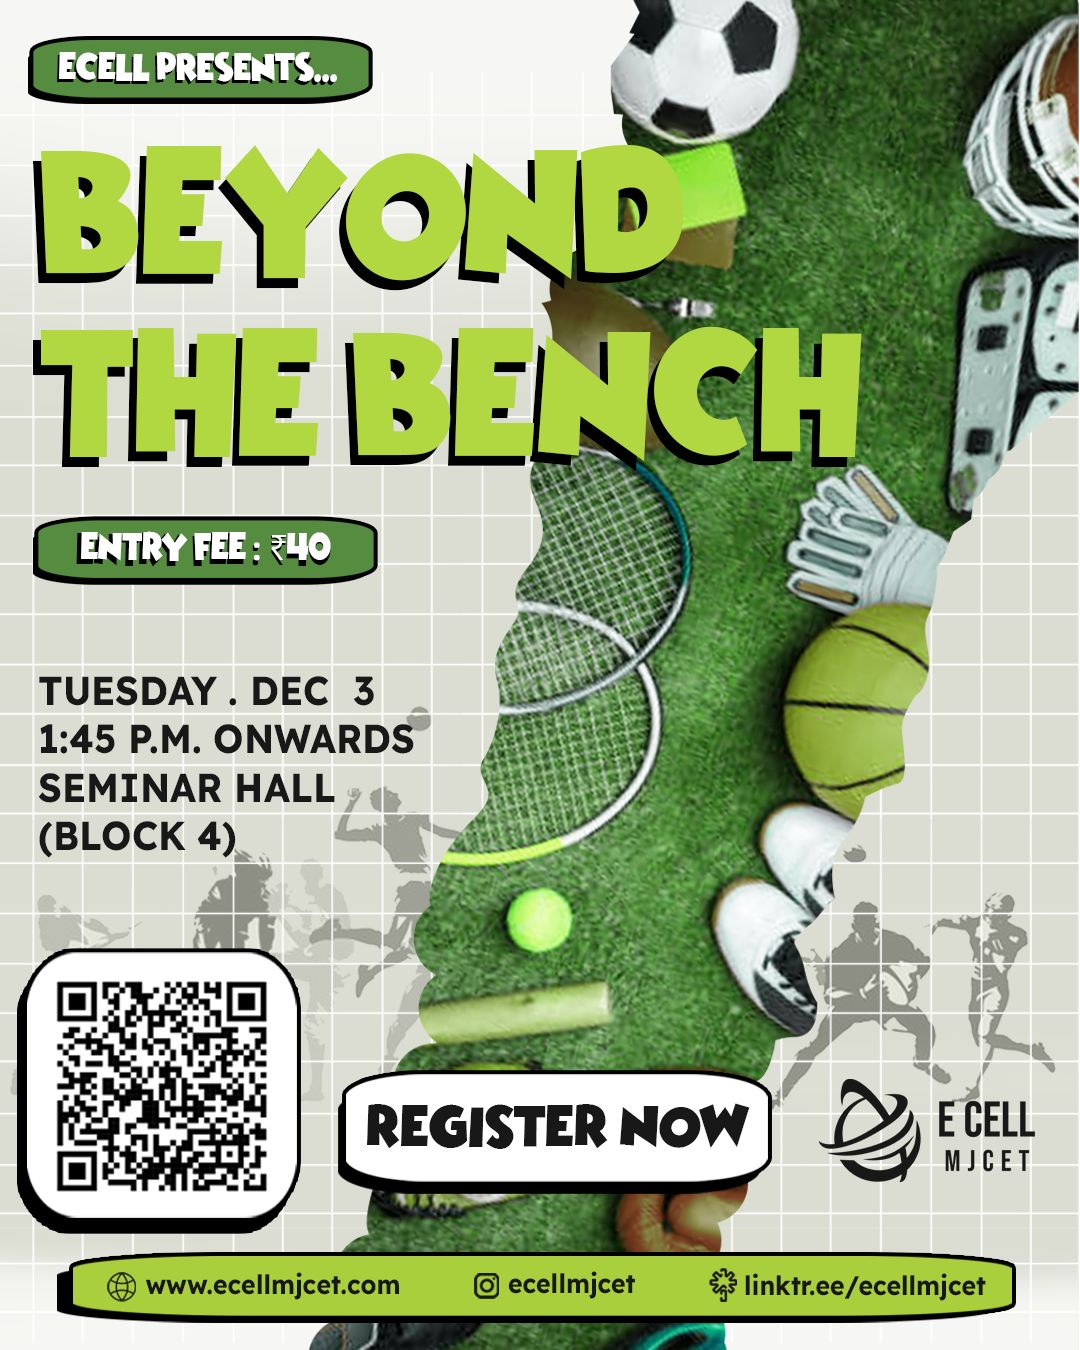 ECELL PRESENTS...
BEYOND
THE BENCH
ENTRY FEE : ₹40
TUESDAY . DEC 3
1:45 P.M. ONWARDS
SEMINAR HALL
(BLOCK 4)
REGISTER NOW
E CELL
MJCET
www.ecellmjcet.com
ecellmjcet
linktr.ee/ecellmjcet